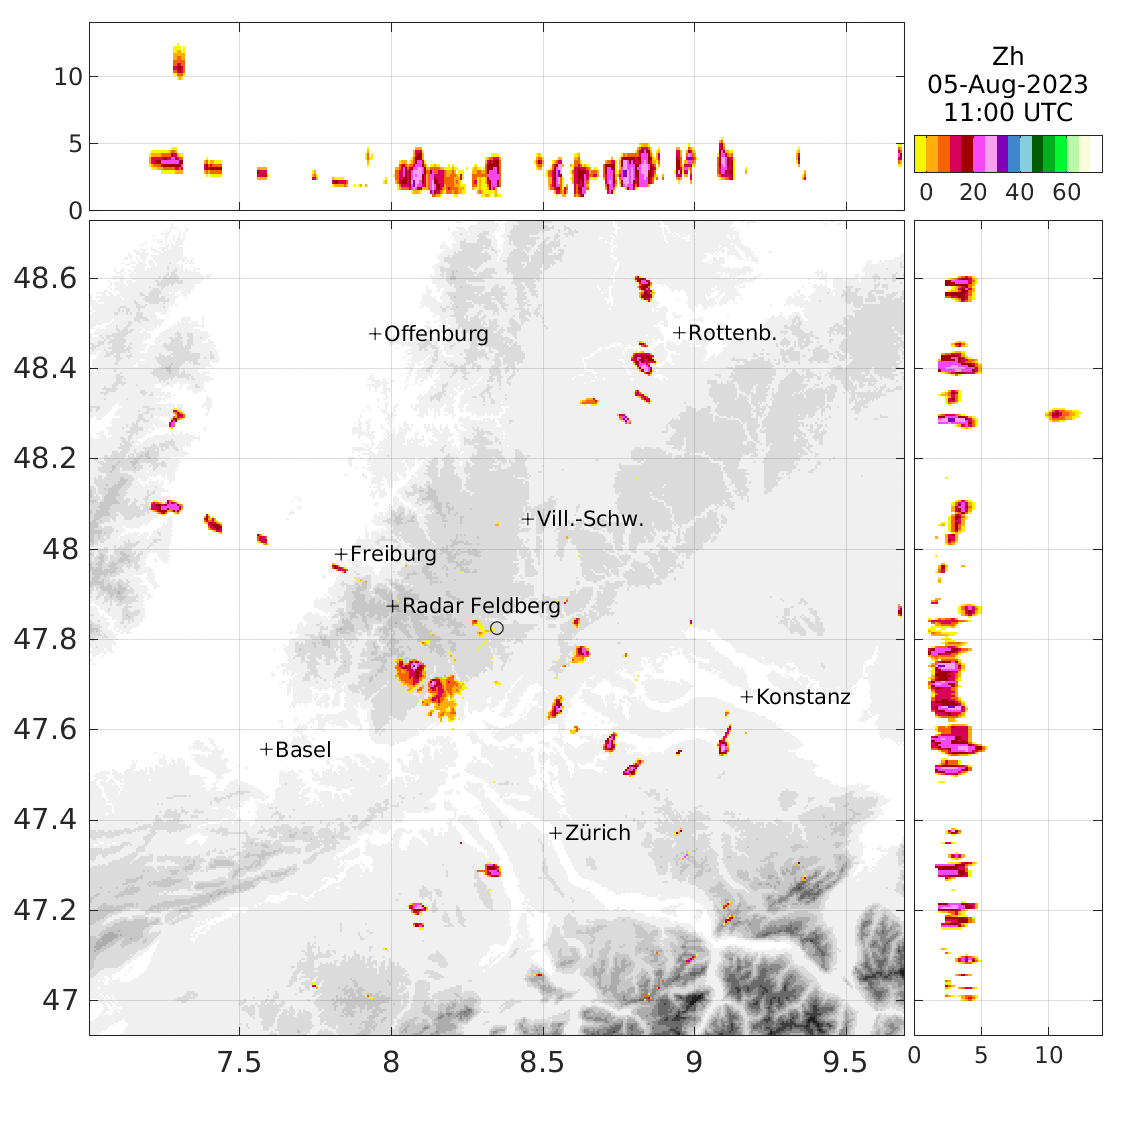 10
5
0
Zh
05-Aug-2023
11:00 UTC
0 20 40 60
48.6
48.4
48.2
48
47.8
47.6
47.4
47.2
47
Offenburg
Rottenb.
Vill.-Schw.
Freiburg
Radar Feldberg
Konstanz
Basel
Zürich
7.5 8 8.5 9 9.5
0 5 10